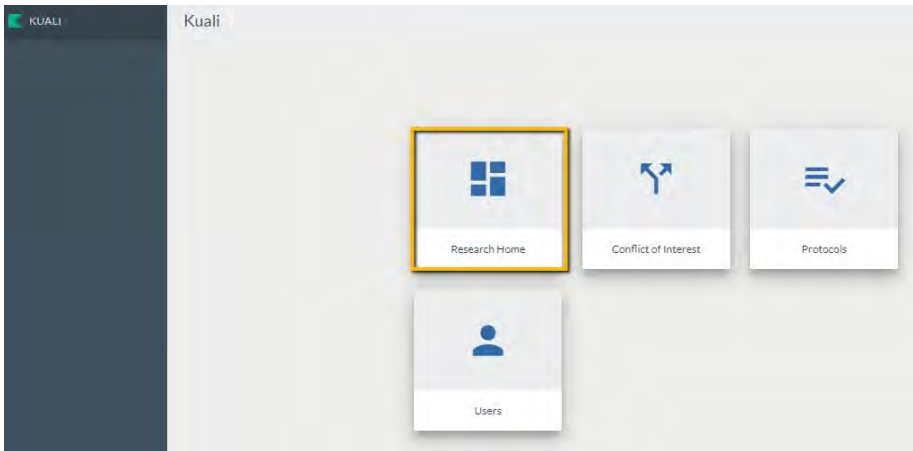 KUALI
Kuali
Research Home
Conflict of Interest
Protocols
Users